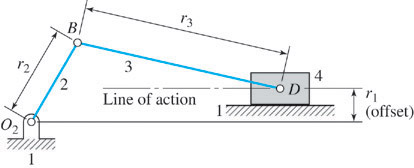 r3
B
r2
3
4
2
D
r1
Line of action
1
(offset)
O2
1